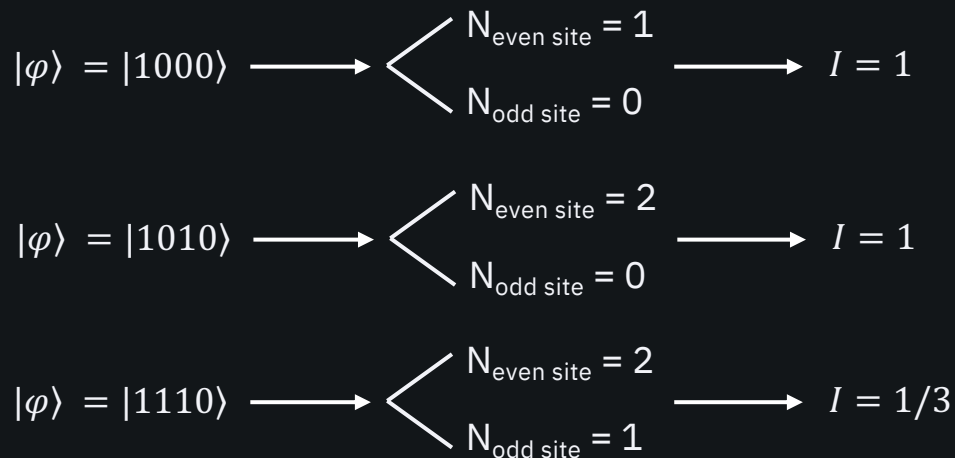 N_even site = 1
|φ⟩ = |1000⟩
I = 1
N_odd site = 0
N_even site = 2
|φ⟩ = |1010⟩
I = 1
N_odd site = 0
N_even site = 2
|φ⟩ = |1110⟩
I = 1/3
N_odd site = 1